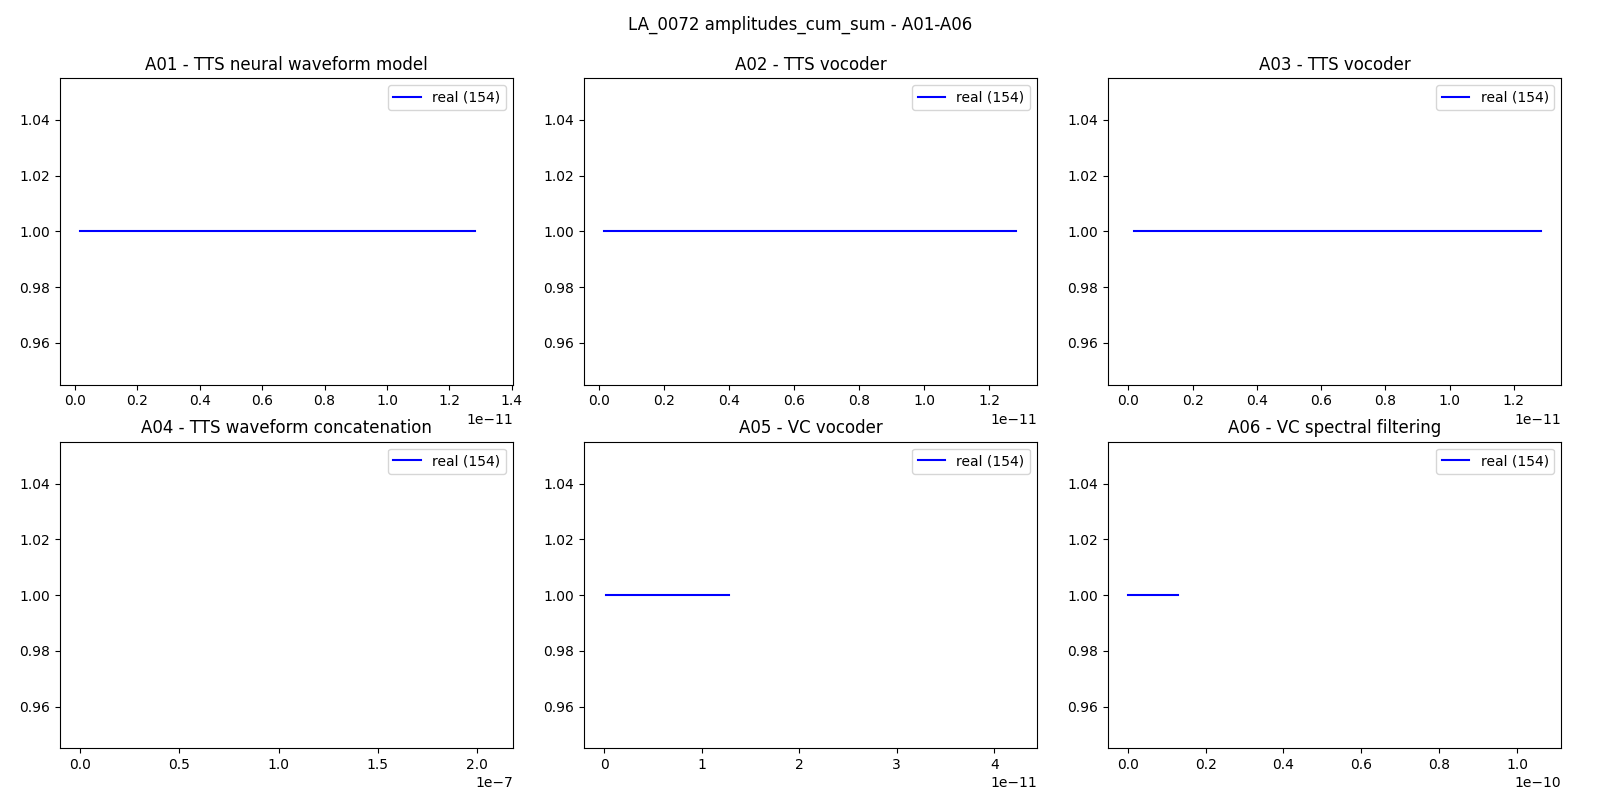 LA_0072 amplitudes_cum_sum - A01-A06
A01 - TTS neural waveform model
real (154)
1.04
1.02
1.00
0.98
0.96
0.0 0.2 0.4 0.6 0.8 1.0 1.2 1.4
1e−11
A02 - TTS vocoder
real (154)
1.04
1.02
1.00
0.98
0.96
0.0 0.2 0.4 0.6 0.8 1.0 1.2
1e−11
A03 - TTS vocoder
real (154)
1.04
1.02
1.00
0.98
0.96
0.0 0.2 0.4 0.6 0.8 1.0 1.2
1e−11
A04 - TTS waveform concatenation
real (154)
1.04
1.02
1.00
0.98
0.96
0.0 0.5 1.0 1.5 2.0
1e−7
A05 - VC vocoder
real (154)
1.04
1.02
1.00
0.98
0.96
0 1 2 3 4
1e−11
A06 - VC spectral filtering
real (154)
1.04
1.02
1.00
0.98
0.96
0.0 0.2 0.4 0.6 0.8 1.0
1e−10